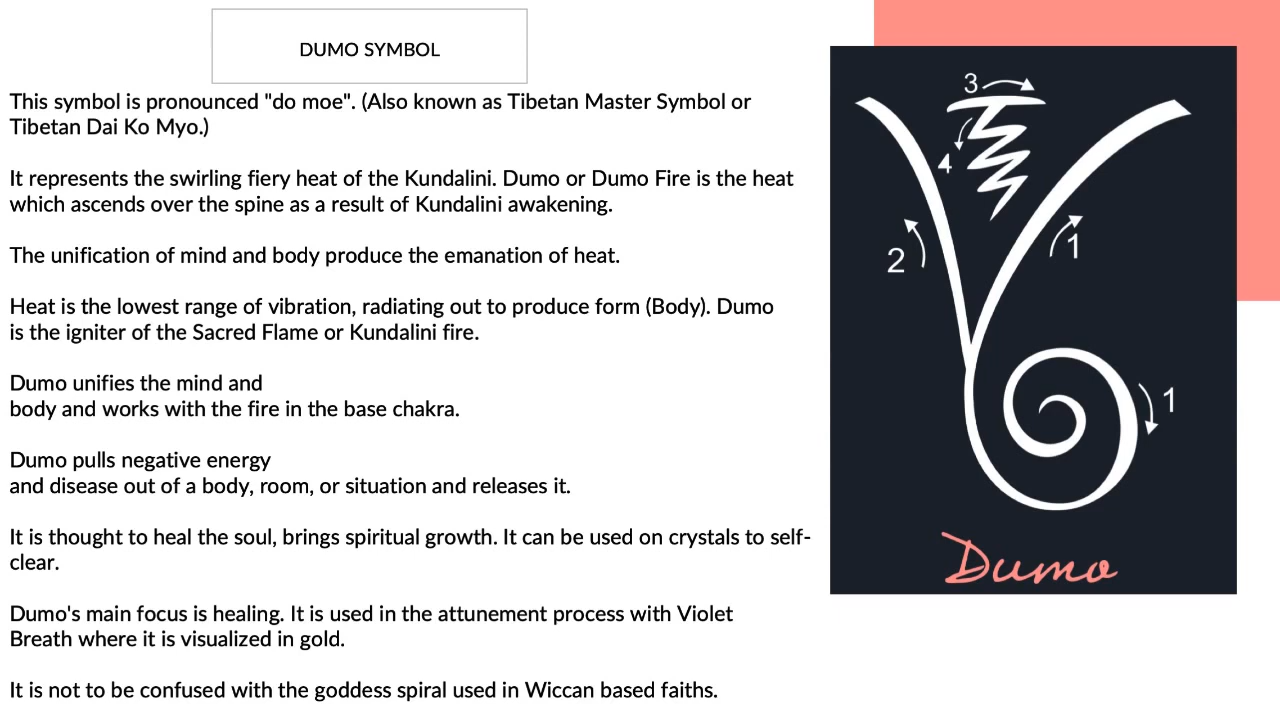 DUMO SYMBOL
This symbol is pronounced "do moe". (Also known as Tibetan Master Symbol or
Tibetan Dai Ko Myo.)
It represents the swirling fiery heat of the Kundalini. Dumo or Dumo Fire is the heat
which ascends over the spine as a result of Kundalini awakening.
The unification of mind and body produce the emanation of heat.
Heat is the lowest range of vibration, radiating out to produce form (Body). Dumo
is the igniter of the Sacred Flame or Kundalini fire.
Dumo unifies the mind and
body and works with the fire in the base chakra.
Dumo pulls negative energy
and disease out of a body, room, or situation and releases it.
It is thought to heal the soul, brings spiritual growth. It can be used on crystals to self-
clear.
Dumo's main focus is healing. It is used in the attunement process with Violet
Breath where it is visualized in gold.
It is not to be confused with the goddess spiral used in Wiccan based faiths.
3
4
2
1
1
Dumo